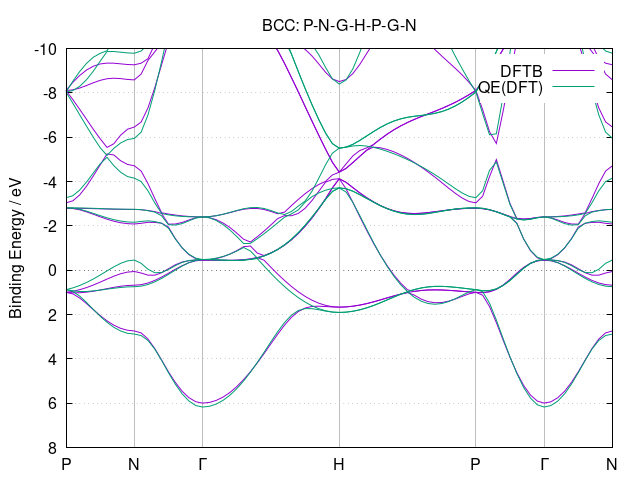 BCC: P-N-G-H-P-G-N
-10
-8
-6
-4
-2
0
2
4
6
8
Binding Energy / eV
DFTB
QE(DFT)
P N Γ H P Γ N